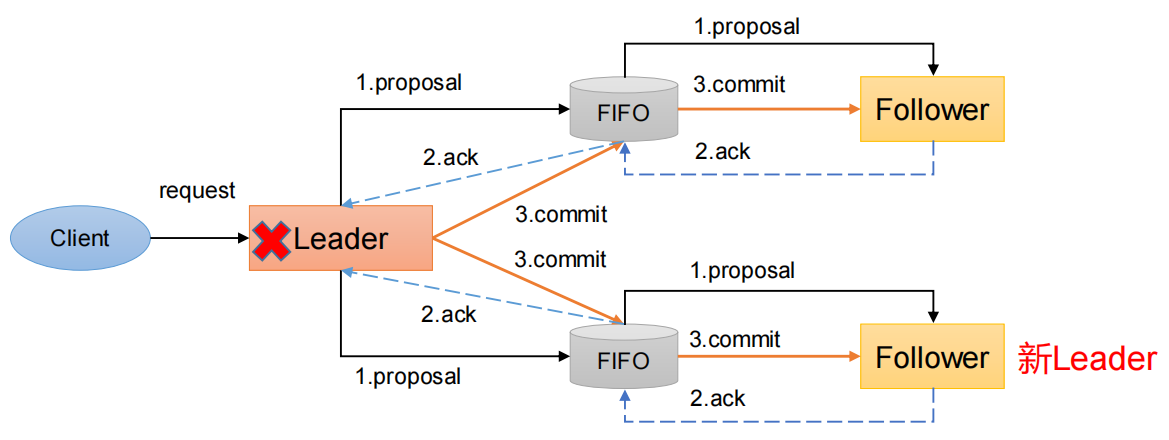 1.proposal
1.proposal
3.commit
FIFO
Follower
2.ack
2.ack
request
3.commit
Client
Leader
3.commit
1.proposal
2.ack
3.commit
FIFO
Follower
新Leader
1.proposal
2.ack